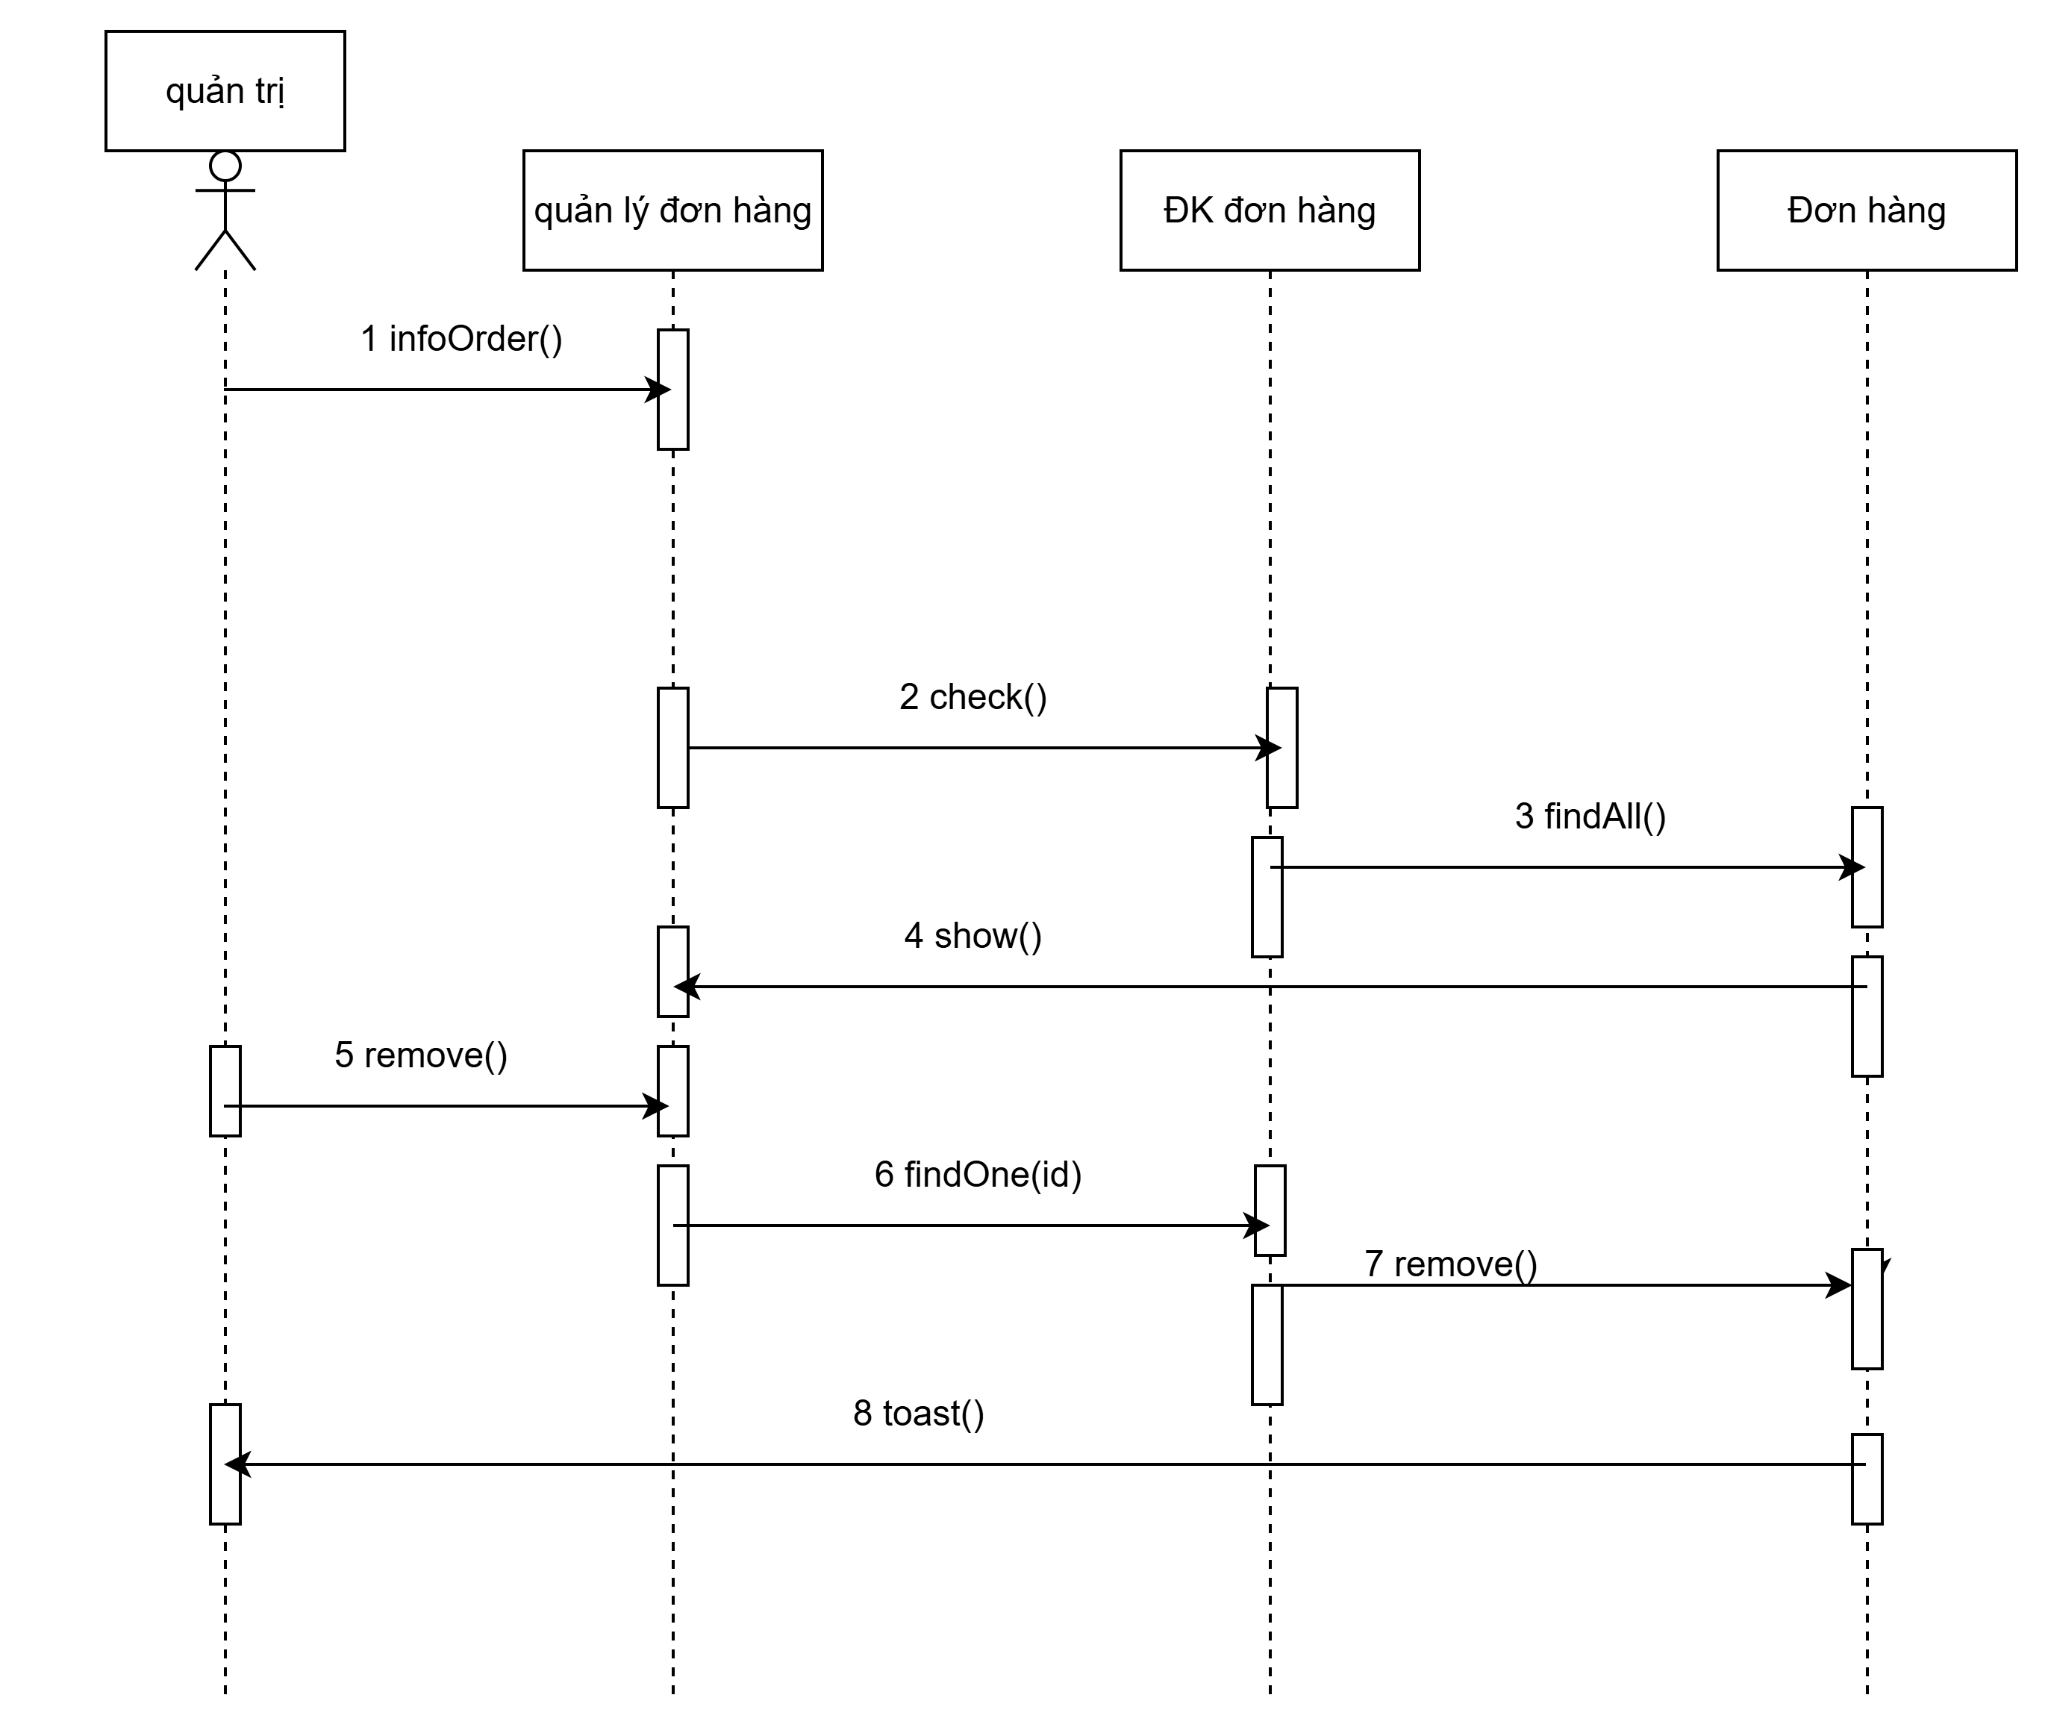 quản trị
quản lý đơn hàng
ĐK đơn hàng
Đơn hàng
1 infoOrder()
2 check()
3 findAll()
4 show()
5 remove()
6 findOne(id)
7 remove()
8 toast()